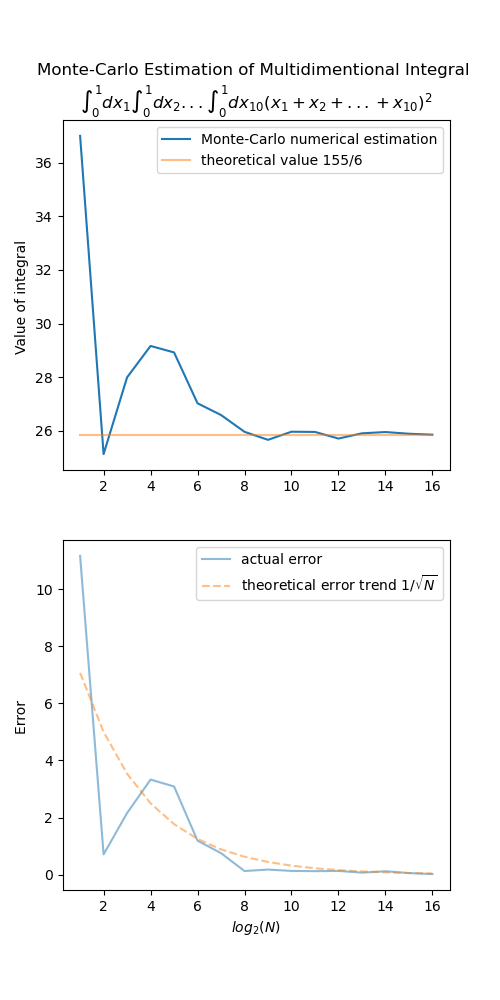 Monte-Carlo Estimation of Multidimentional Integral
∫₀¹dx₁∫₀¹dx₂...∫₀¹dx₁₀(x₁ + x₂ + ... + x₁₀)²
Monte-Carlo numerical estimation
theoretical value 155/6
Value of integral
36
34
32
30
28
26
2 4 6 8 10 12 14 16
actual error
theoretical error trend 1/√N
Error
10
8
6
4
2
0
2 4 6 8 10 12 14 16
log₂(N)